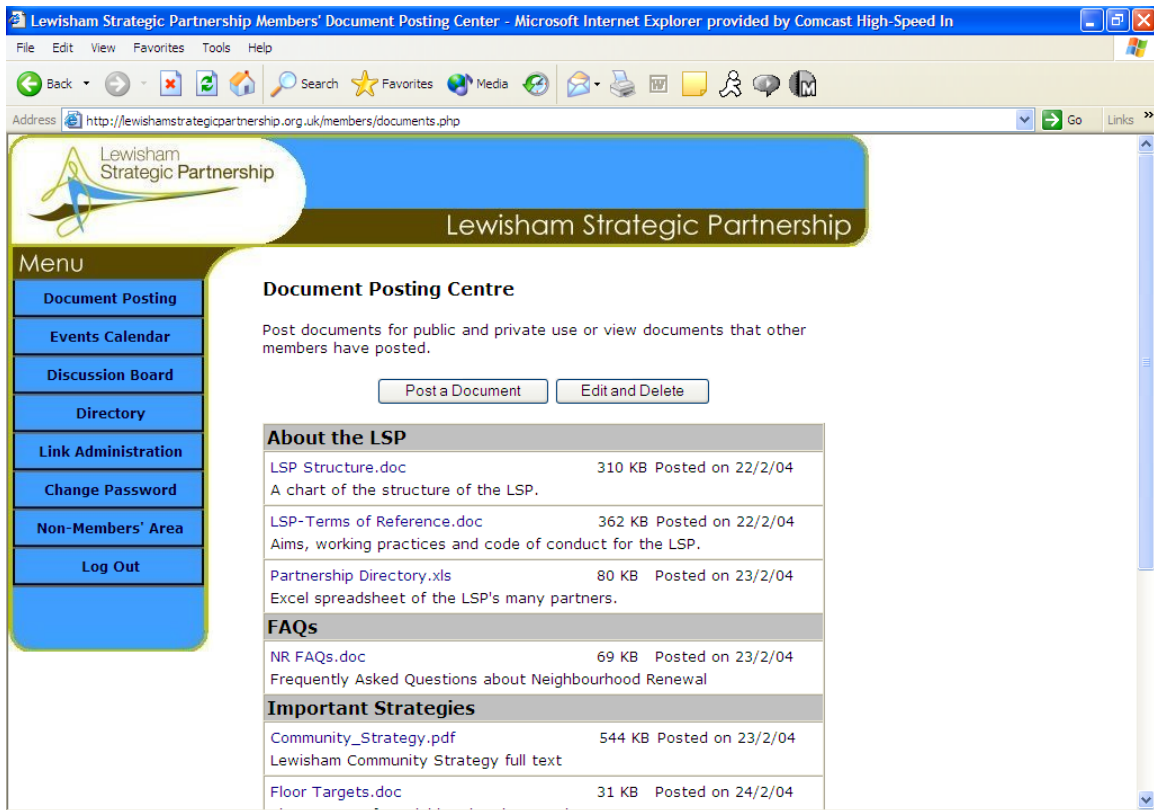 Lewisham Strategic Partnership Members' Document Posting Center - Microsoft Internet Explorer provided by Comcast High-Speed In
File Edit View Favorites Tools Help
Back Search Favorites Media
Address http://lewishamstrategicpartnership.org.uk/members/documents.php Go Links »
Lewisham
Strategic Partnership
Lewisham Strategic Partnership
Menu
Document Posting
Events Calendar
Discussion Board
Directory
Link Administration
Change Password
Non-Members' Area
Log Out
Document Posting Centre
Post documents for public and private use or view documents that other
members have posted.
Post a Document Edit and Delete
About the LSP
LSP Structure.doc 310 KB Posted on 22/2/04
A chart of the structure of the LSP.
LSP-Terms of Reference.doc 362 KB Posted on 22/2/04
Aims, working practices and code of conduct for the LSP.
Partnership Directory.xls 80 KB Posted on 23/2/04
Excel spreadsheet of the LSP's many partners.
FAQs
NR FAQs.doc 69 KB Posted on 23/2/04
Frequently Asked Questions about Neighbourhood Renewal
Important Strategies
Community_Strategy.pdf 544 KB Posted on 23/2/04
Lewisham Community Strategy full text
Floor Targets.doc 31 KB Posted on 24/2/04